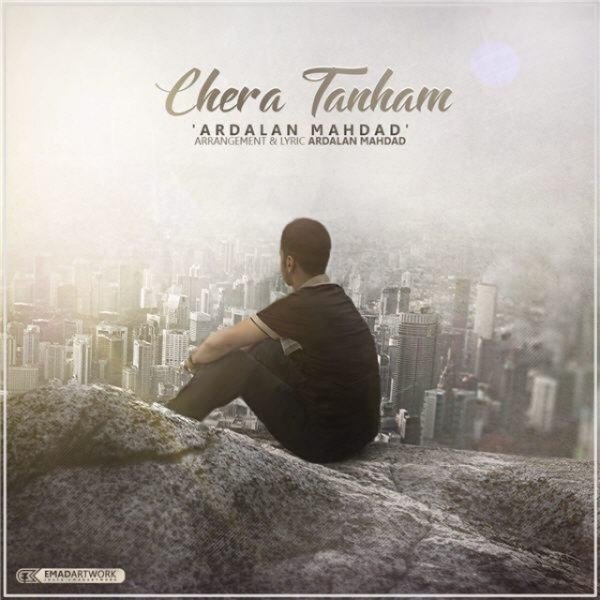 Chera Tanham
'ARDALAN MAHDAD'
ARRANGEMENT & LYRIC ARDALAN MAHDAD
EMADARTWORK